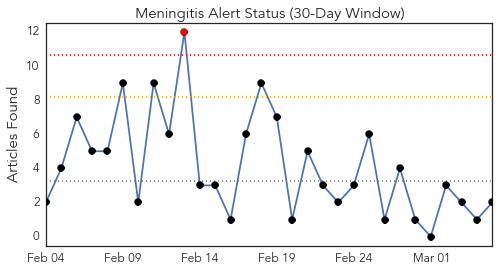 Meningitis Alert Status (30-Day Window)
12
10
8
6
4
2
0
Articles Found
Feb 04 Feb 09 Feb 14 Feb 19 Feb 24 Mar 01